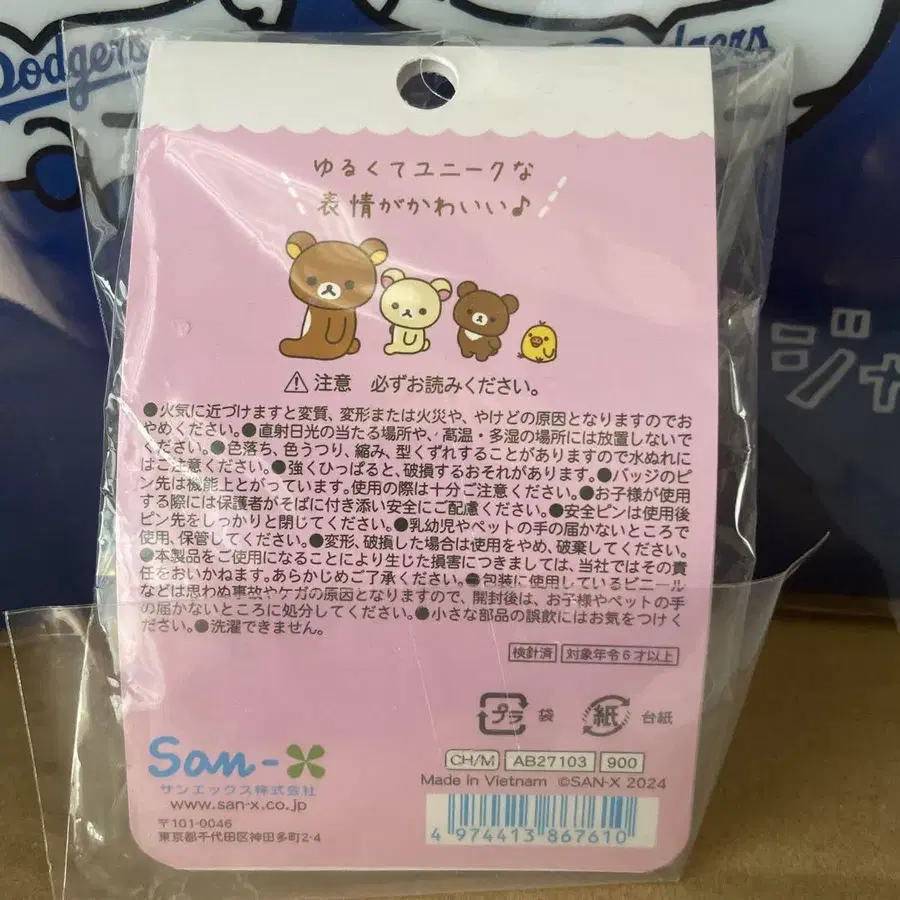 Dodgers
Dodgers
ジャ
ゆるくてユニークな
表情がかわいい♪
注意 必ずお読みください。
●火気に近づけますと変質、変形または火災や、やけどの原因となりますのでお
やめください。●直射日光の当たる場所や、高温・多湿の場所には放置しないで
ください。●色落ち、色うつり、縮み、型くずれすることがありますので水ぬれに
はご注意ください。●強くひっぱると、破損するおそれがあります。●バッジのピ
ン先は機能上とがっています。使用の際は十分ご注意ください。●お子様が使用
する際には保護者がそばに付き添い安全にご配慮ください。●安全ピンは使用後
ピン先をしっかりと閉じてください。●乳幼児やペットの手の届かないところで
使用、保管してください。●変形、破損した場合は使用をやめ、破棄してください。
●本製品をご使用になることにより生じた損害につきましては、当社ではその責
任をおいかねます。あらかじめご了承ください。●包装に使用しているビニール
などは思わぬ事故やケガの原因となりますので、開封後は、お子様やペットの手
の届かないところに処分してください。●小さな部品の誤飲にはお気をつけく
ださい。●洗濯できません。
検針済 対象年令6才以上
プラ 袋 紙 台紙
San-X
サンエックス株式会社
www.san-x.co.jp
〒101-0046
東京都千代田区神田多町2-4
CH/M AB27103 900
Made in Vietnam ©SAN-X 2024
4 974413 867610